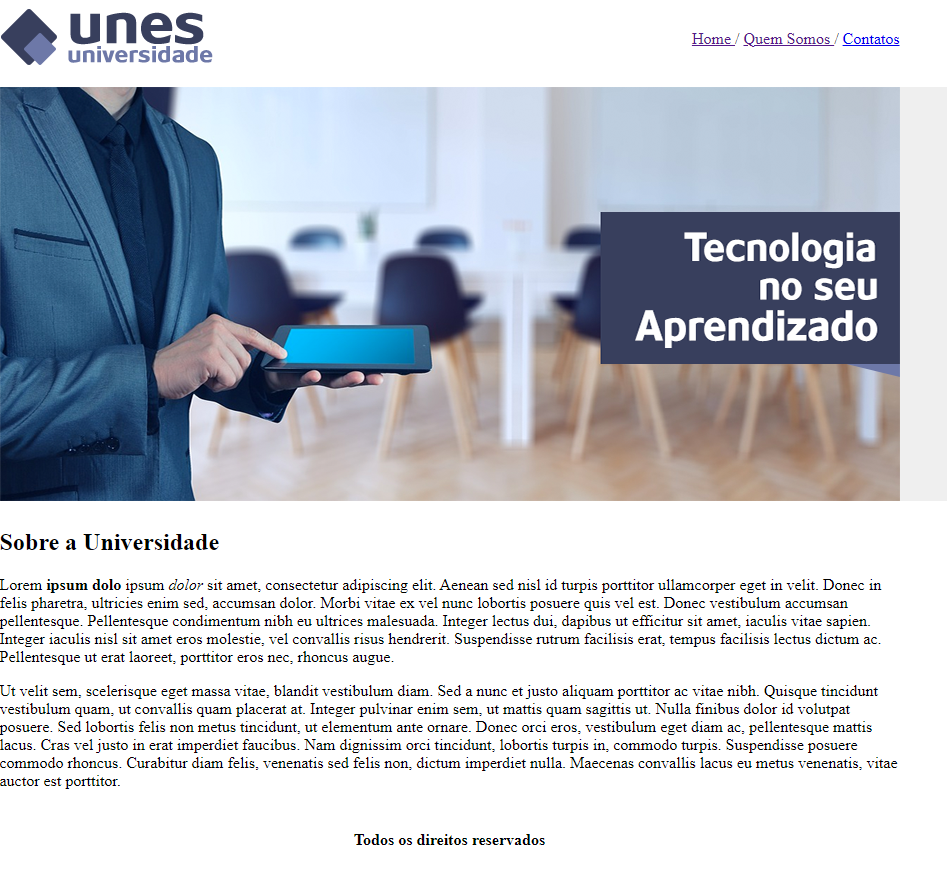 unes
universidade
Home / Quem Somos / Contatos
Tecnologia
no seu
Aprendizado
Sobre a Universidade
Lorem ipsum dolo ipsum dolor sit amet, consectetur adipiscing elit. Aenean sed nisl id turpis porttitor ullamcorper eget in velit. Donec in
felis pharetra, ultricies enim sed, accumsan dolor. Morbi vitae ex vel nunc lobortis posuere quis vel est. Donec vestibulum accumsan
pellentesque. Pellentesque condimentum nibh eu ultrices malesuada. Integer lectus dui, dapibus ut efficitur sit amet, iaculis vitae sapien.
Integer iaculis nisl sit amet eros molestie, vel convallis risus hendrerit. Suspendisse rutrum facilisis erat, tempus facilisis lectus dictum ac.
Pellentesque ut erat laoreet, porttitor eros nec, rhoncus augue.
Ut velit sem, scelerisque eget massa vitae, blandit vestibulum diam. Sed a nunc et justo aliquam porttitor ac vitae nibh. Quisque tincidunt
vestibulum quam, ut convallis quam placerat at. Integer pulvinar enim sem, ut mattis quam sagittis ut. Nulla finibus dolor id volutpat
posuere. Sed lobortis felis non metus tincidunt, ut elementum ante ornare. Donec orci eros, vestibulum eget diam ac, pellentesque mattis
lacus. Cras vel justo in erat imperdiet faucibus. Nam dignissim orci tincidunt, lobortis turpis in, commodo turpis. Suspendisse posuere
commodo rhoncus. Curabitur diam felis, venenatis sed felis non, dictum imperdiet nulla. Maecenas convallis lacus eu metus venenatis, vitae
auctor est porttitor.
Todos os direitos reservados